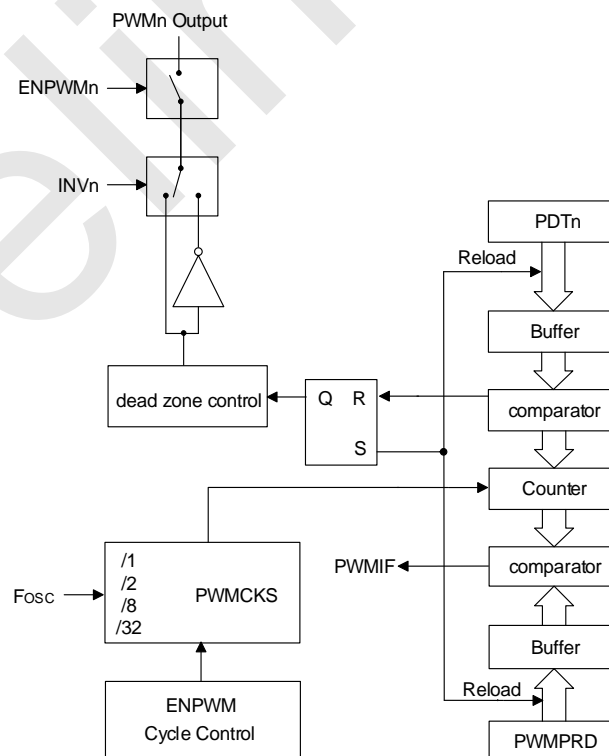 PWMn Output
ENPWMn
INVn
PDTn
Reload
Buffer
dead zone control
Q R
S
comparator
Counter
/1
/2
/8
/32
PWMCKS
Fosc
PWMIF
comparator
Buffer
Reload
ENPWM
Cycle Control
PWMPRD